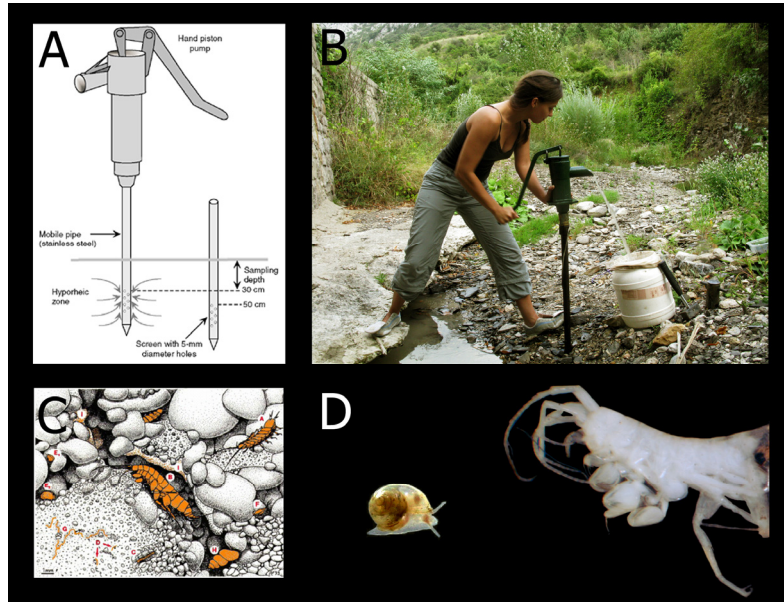 A
Hand piston
pump
Mobile pipe
(stainless steel)
Sampling
depth
30 cm
Hyporheic
zone
50 cm
Screen with 5-mm
diameter holes
B
C
I
A
E
I
B
F
G
D
C
H
1mm
D